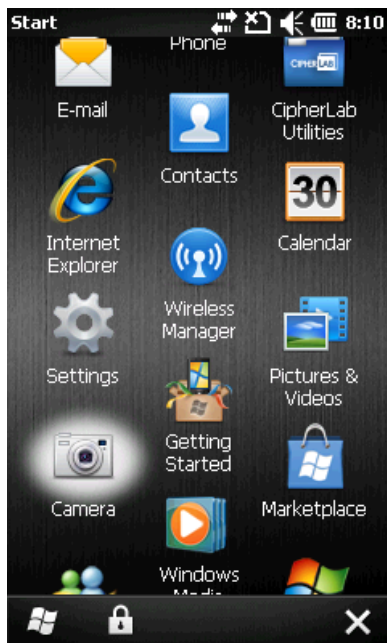 Start
8:10
Phone
E-mail
CIPHERLAB
CipherLab
Utilities
Contacts
30
Internet
Explorer
Calendar
Wireless
Manager
Settings
Pictures &
Videos
Getting
Started
Camera
Marketplace
Windows